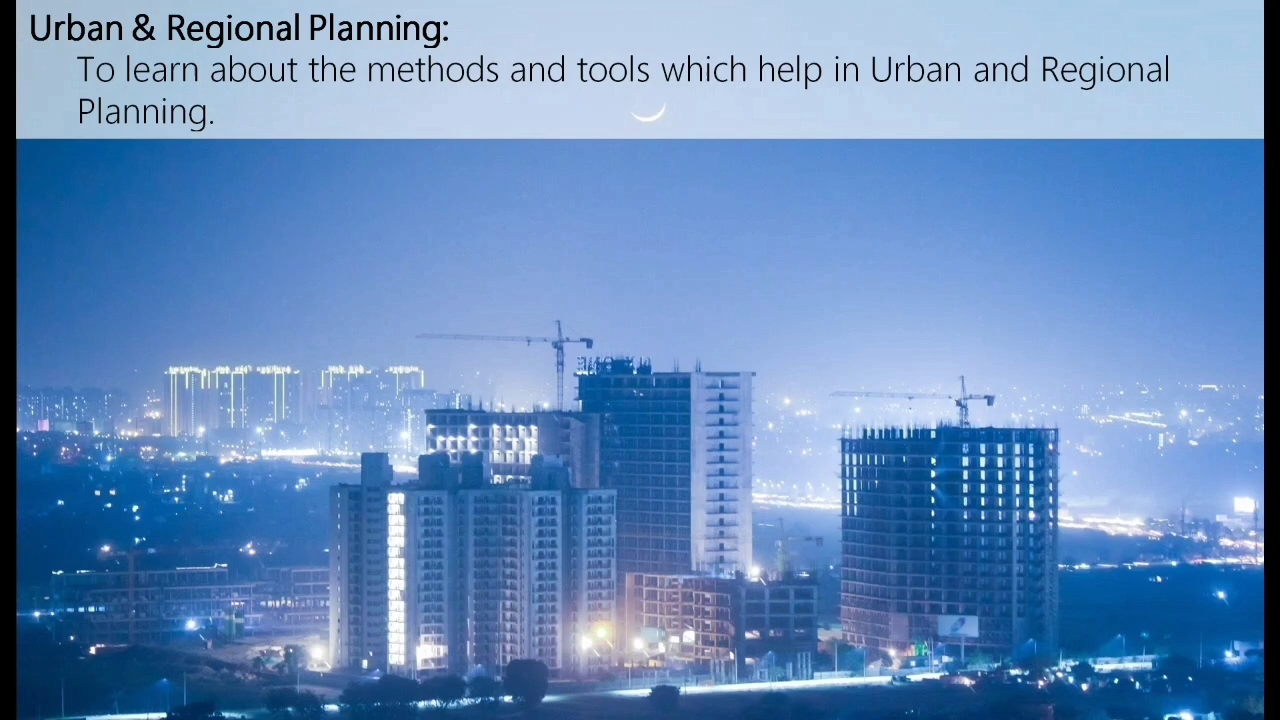 Urban & Regional Planning:
To learn about the methods and tools which help in Urban and Regional
Planning.